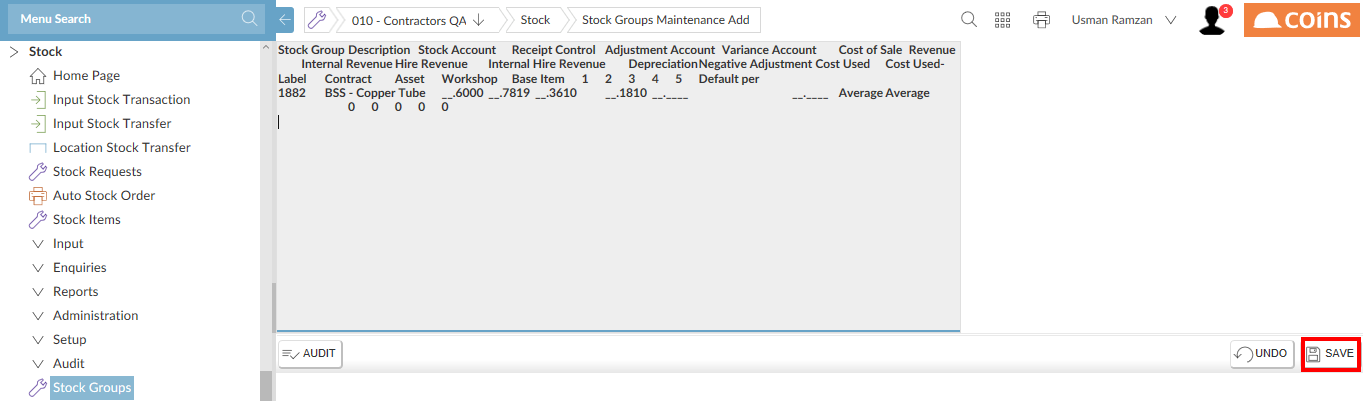 Menu Search
010 - Contractors QA
Stock
Stock Groups Maintenance Add
Usman Ramzan
3
coins
Stock
Home Page
Input Stock Transaction
Input Stock Transfer
Location Stock Transfer
Stock Requests
Auto Stock Order
Stock Items
Input
Enquiries
Reports
Administration
Setup
Audit
Stock Groups
Stock Group Description Stock Account Receipt Control Adjustment Account Variance Account Cost of Sale Revenue
Internal Revenue Hire Revenue Internal Hire Revenue Depreciation Negative Adjustment Cost Used Cost Used-
Label Contract Asset Workshop Base Item 1 2 3 4 5 Default per
1882 BSS - Copper Tube __.6000 __.7819 __.3610 __.1810 __.____ __.____ Average Average
0 0 0 0 0
AUDIT
UNDO
SAVE